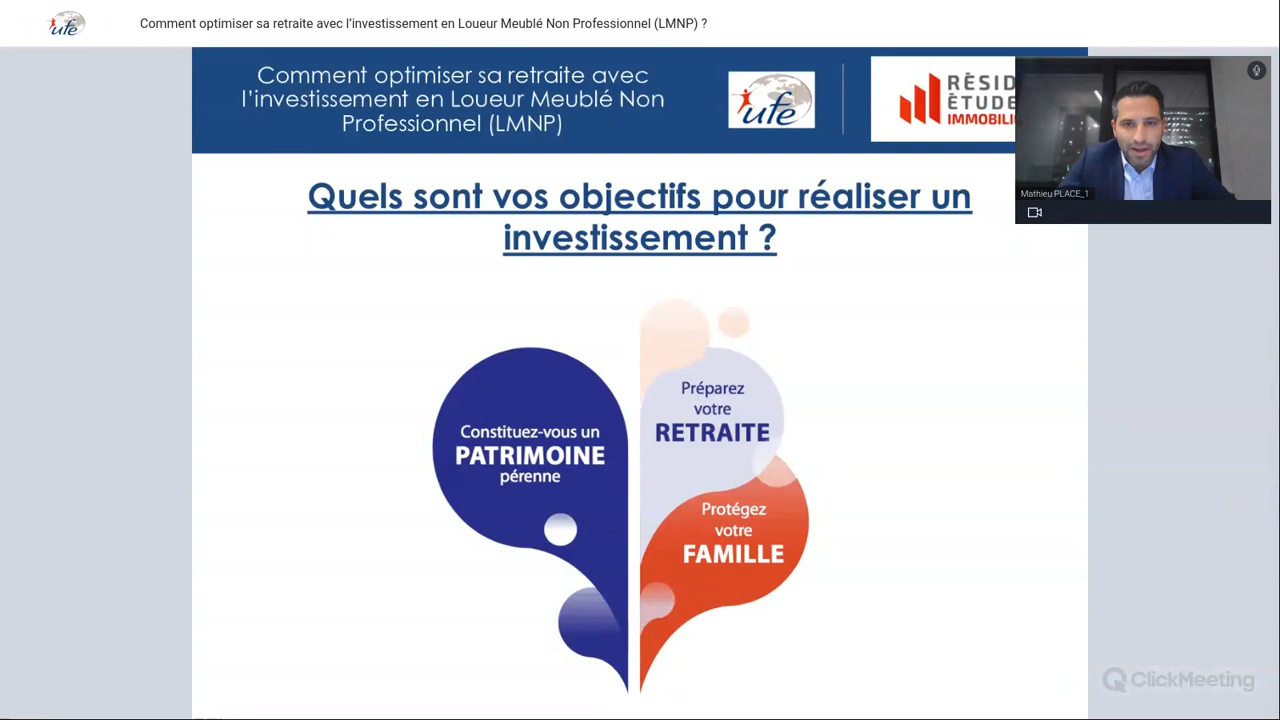 ufe
Comment optimiser sa retraite avec l’investissement en Loueur Meublé Non Professionnel (LMNP) ?
Comment optimiser sa retraite avec
l’investissement en Loueur Meublé Non
Professionnel (LMNP)
ufe
RÉSID
ÉTUDE
IMMOBILI
Mathieu PLACE_1
Quels sont vos objectifs pour réaliser un
investissement ?
Constituez-vous un
PATRIMOINE
pérenne
Préparez
votre
RETRAITE
Protégez
votre
FAMILLE
ClickMeeting